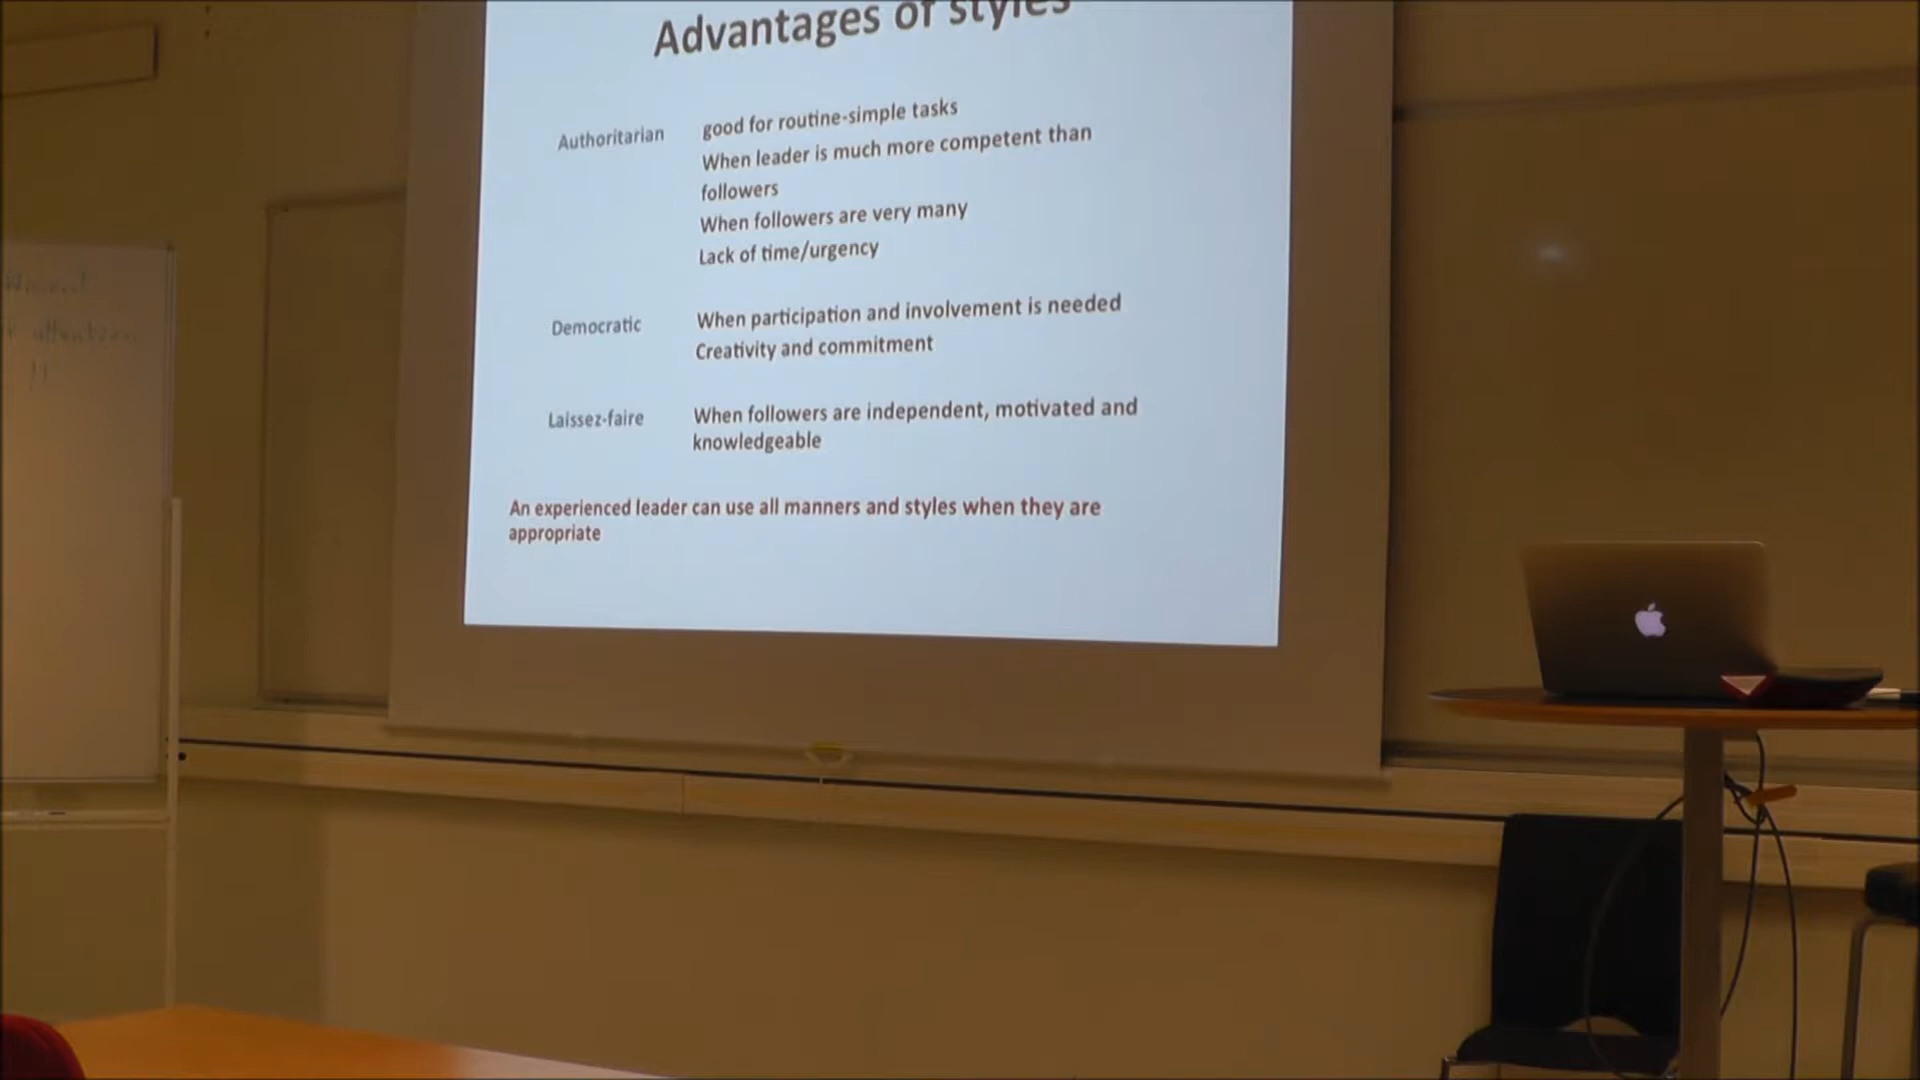 Advantages of styles
Authoritarian
good for routine-simple tasks
When leader is much more competent than
followers
When followers are very many
Lack of time/urgency
Democratic
When participation and involvement is needed
Creativity and commitment
Laissez-faire
When followers are independent, motivated and
knowledgeable
An experienced leader can use all manners and styles when they are
appropriate